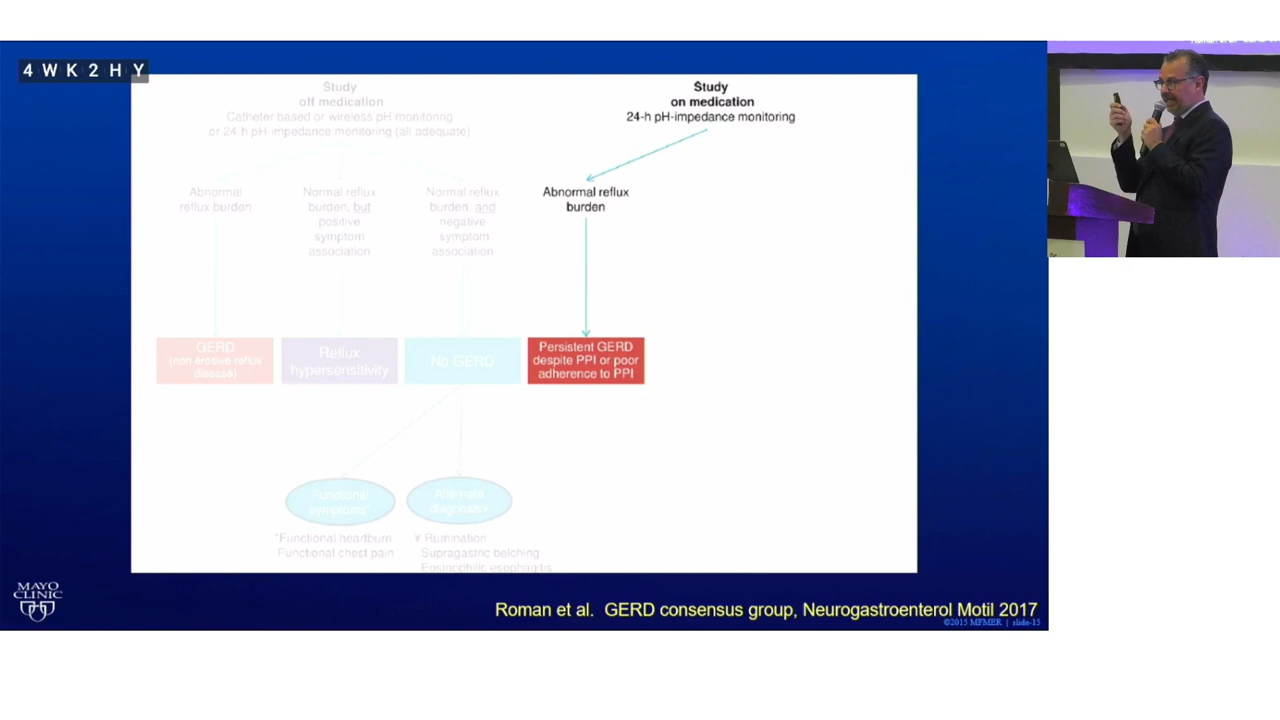 4WK2HY
Study
off medication
Catheter based or wireless pH monitoring
or 24-h pH-impedance monitoring (all adequate)
Study
on medication
24-h pH-impedance monitoring
Abnormal
reflux burden
Normal reflux
burden, but
positive
symptom
association
Normal reflux
burden, and
negative
symptom
association
Abnormal reflux
burden
GERD
(non erosive reflux
disease)
Reflux
hypersensitivity
No GERD
Persistent GERD
despite PPI or poor
adherence to PPI
Functional
symptoms*
Alternate
diagnosis¥
*Functional heartburn
Functional chest pain
¥ Rumination
Supragastric belching
Eosinophilic esophagitis
MAYO
CLINIC
Roman et al. GERD consensus group, Neurogastroenterol Motil 2017
©2015 MFMER | slide-15